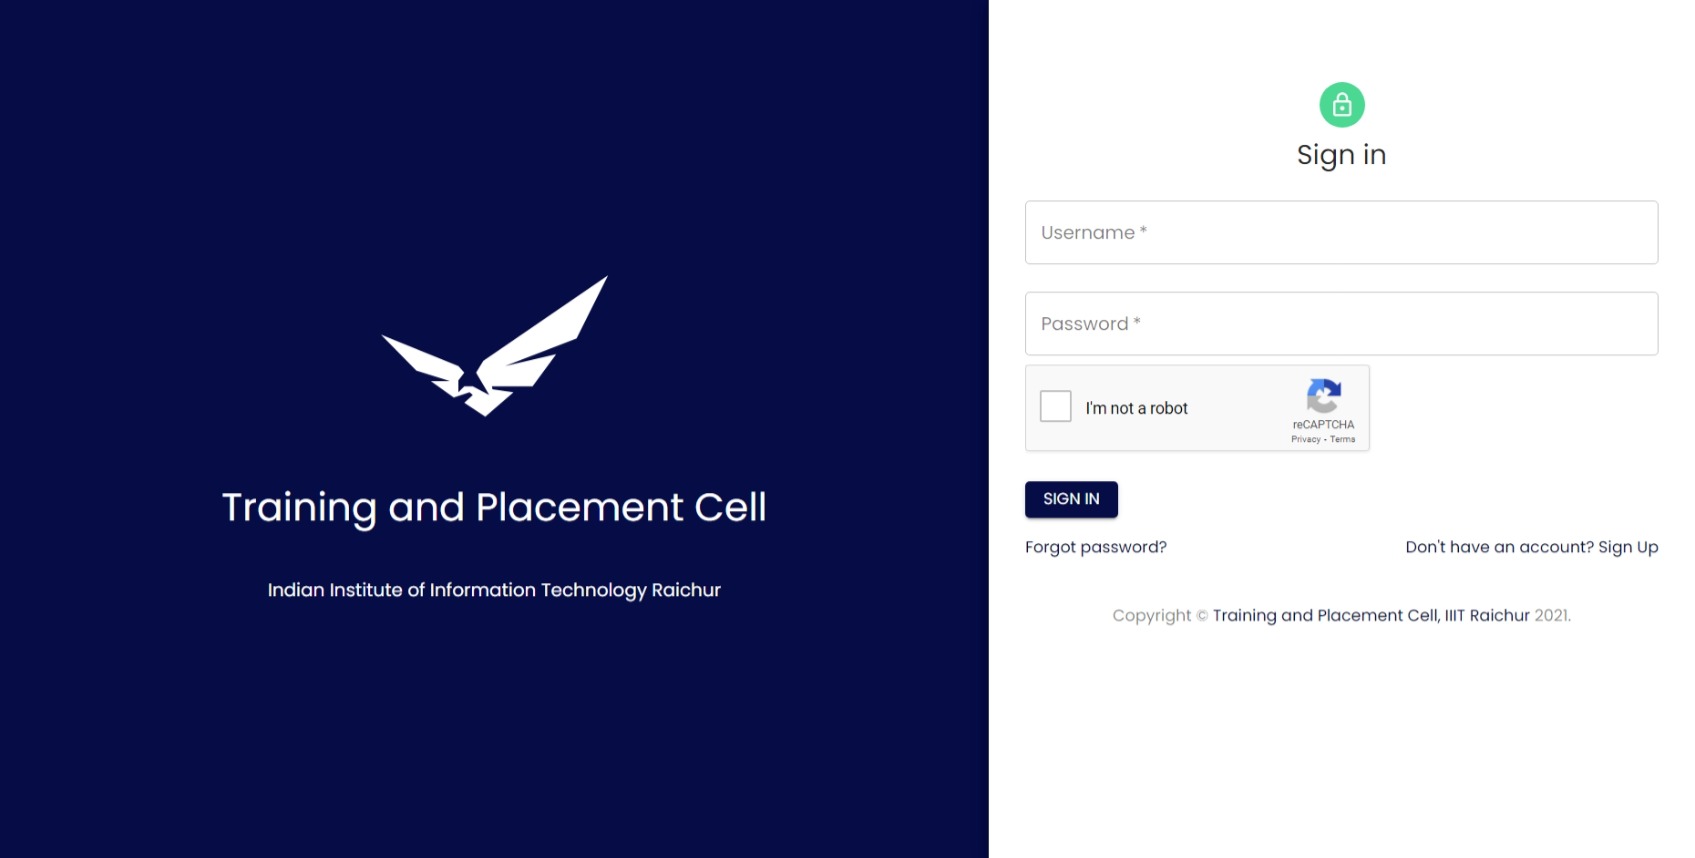 Training and Placement Cell
Indian Institute of Information Technology Raichur
Sign in
Username *
Password *
I'm not a robot
reCAPTCHA
Privacy - Terms
SIGN IN
Forgot password?
Don't have an account? Sign Up
Copyright © Training and Placement Cell, IIIT Raichur 2021.